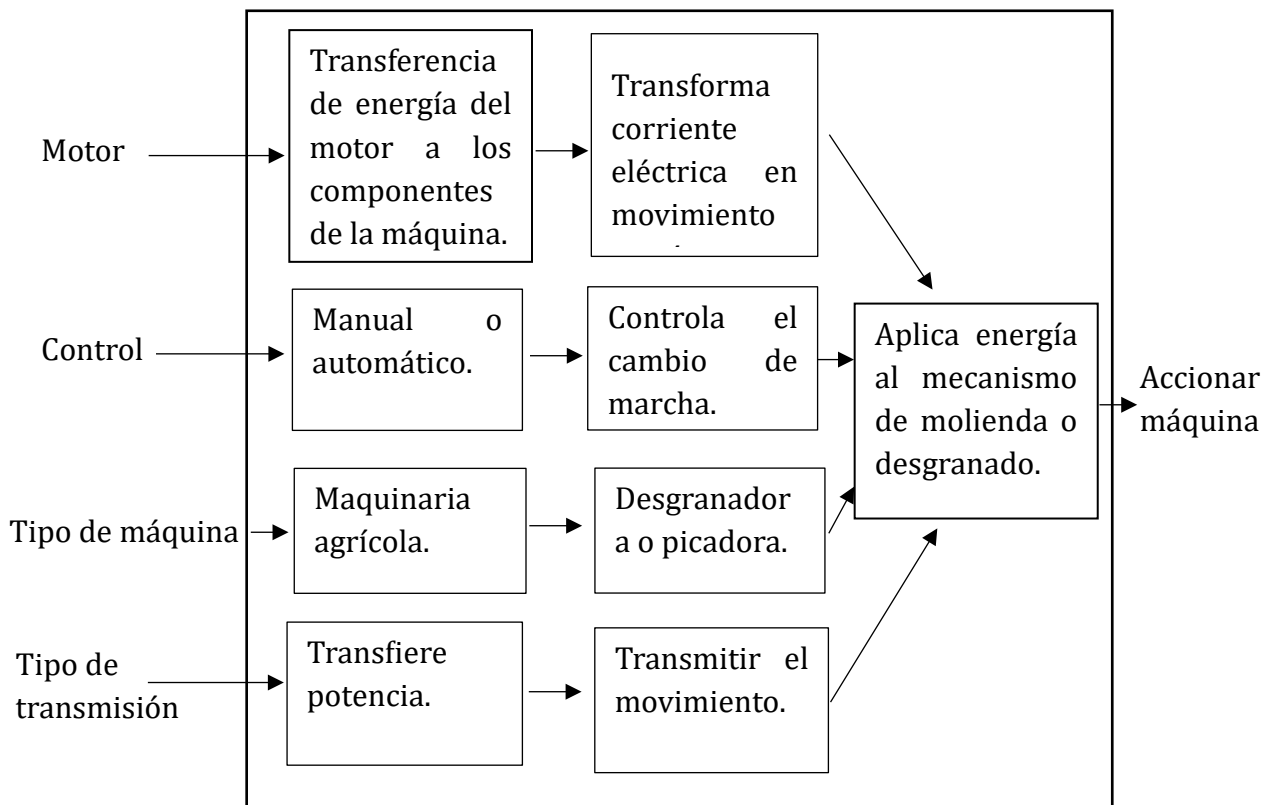 Motor
Transferencia
de energía del
motor a los
componentes
de la máquina.
Transforma
corriente
eléctrica en
movimiento
Control
Manual o
automático.
Controla el
cambio de
marcha.
Aplica energía
al mecanismo
de molienda o
desgranado.
Accionar
máquina
Tipo de máquina
Maquinaria
agrícola.
Desgranador
a o picadora.
Tipo de
transmisión
Transfiere
potencia.
Transmitir el
movimiento.